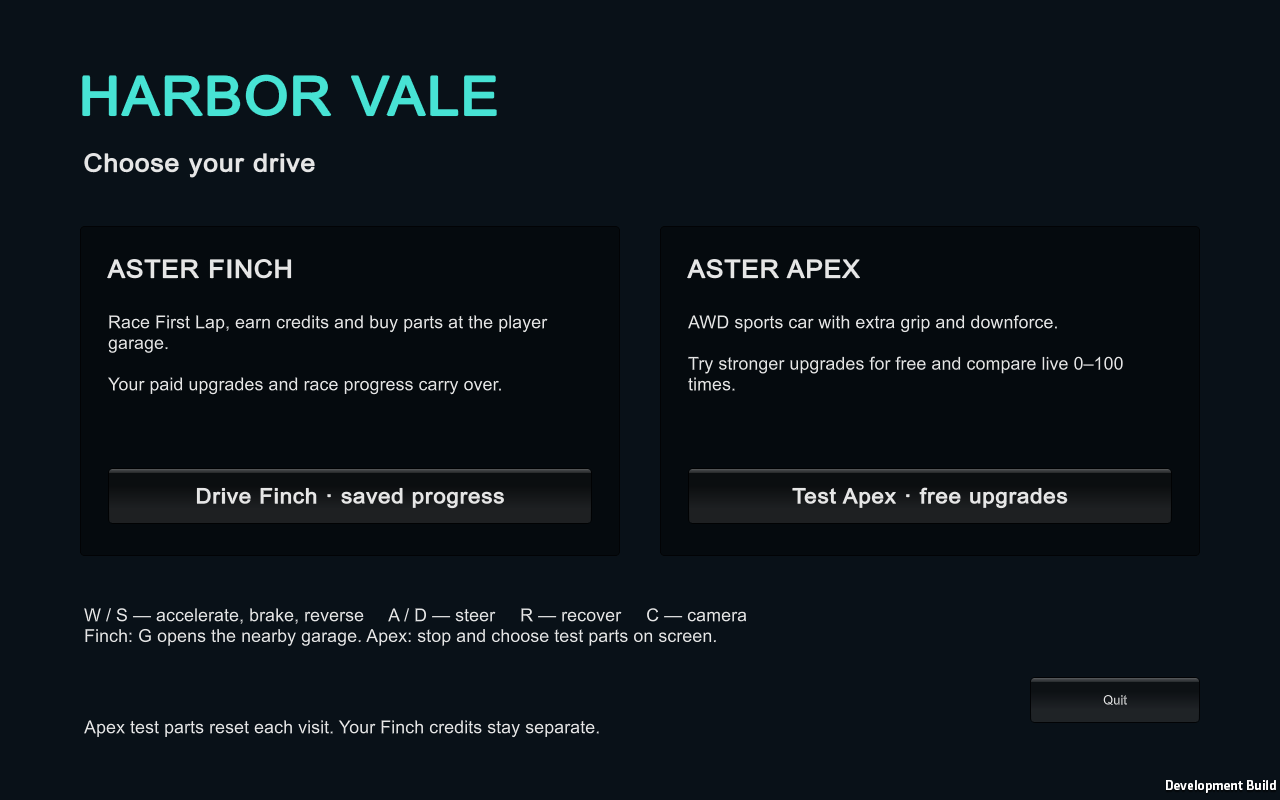 HARBOR VALE
Choose your drive
ASTER FINCH
Race First Lap, earn credits and buy parts at the player
garage.
Your paid upgrades and race progress carry over.
Drive Finch · saved progress
ASTER APEX
AWD sports car with extra grip and downforce.
Try stronger upgrades for free and compare live 0–100
times.
Test Apex · free upgrades
W / S — accelerate, brake, reverse A / D — steer R — recover C — camera
Finch: G opens the nearby garage. Apex: stop and choose test parts on screen.
Quit
Apex test parts reset each visit. Your Finch credits stay separate.
Development Build